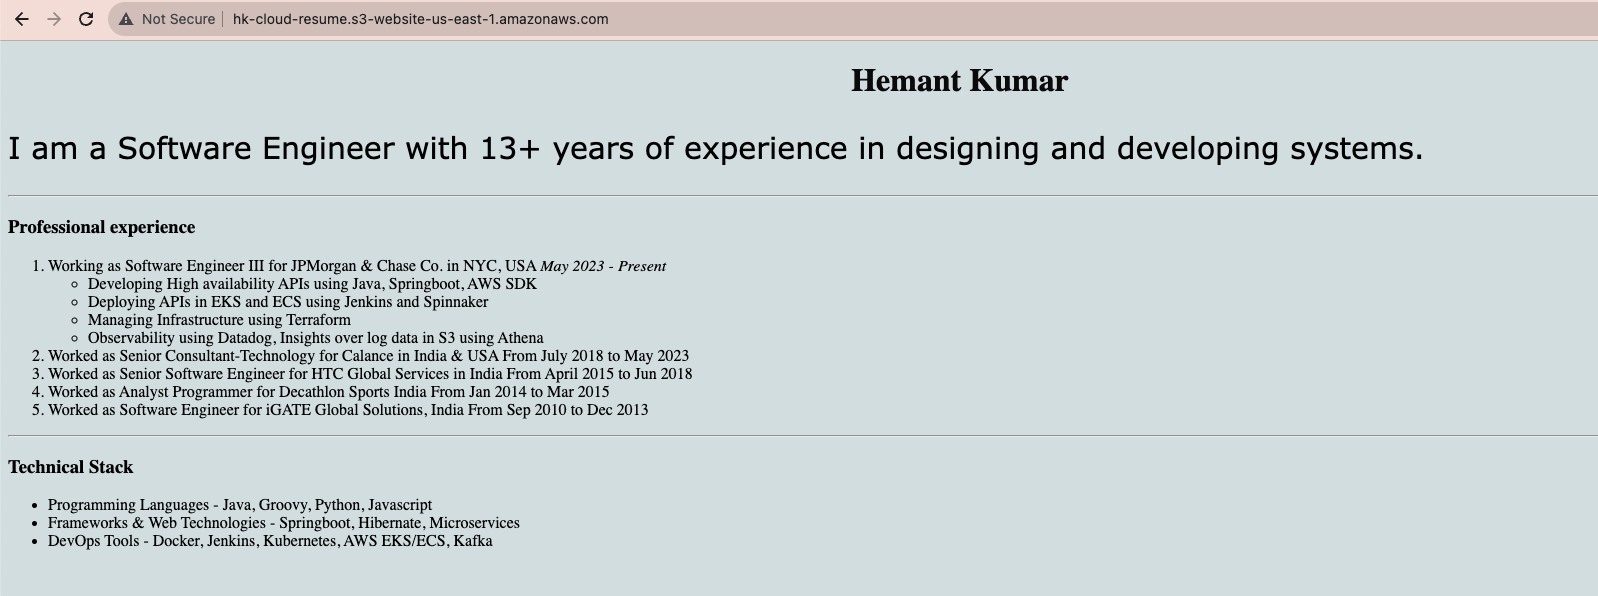 Not Secure | hk-cloud-resume.s3-website-us-east-1.amazonaws.com
Hemant Kumar
I am a Software Engineer with 13+ years of experience in designing and developing systems.
Professional experience
1. Working as Software Engineer III for JPMorgan & Chase Co. in NYC, USA May 2023 - Present
Developing High availability APIs using Java, Springboot, AWS SDK
Deploying APIs in EKS and ECS using Jenkins and Spinnaker
Managing Infrastructure using Terraform
Observability using Datadog, Insights over log data in S3 using Athena
2. Worked as Senior Consultant-Technology for Calance in India & USA From July 2018 to May 2023
3. Worked as Senior Software Engineer for HTC Global Services in India From April 2015 to Jun 2018
4. Worked as Analyst Programmer for Decathlon Sports India From Jan 2014 to Mar 2015
5. Worked as Software Engineer for iGATE Global Solutions, India From Sep 2010 to Dec 2013
Technical Stack
• Programming Languages - Java, Groovy, Python, Javascript
• Frameworks & Web Technologies - Springboot, Hibernate, Microservices
• DevOps Tools - Docker, Jenkins, Kubernetes, AWS EKS/ECS, Kafka